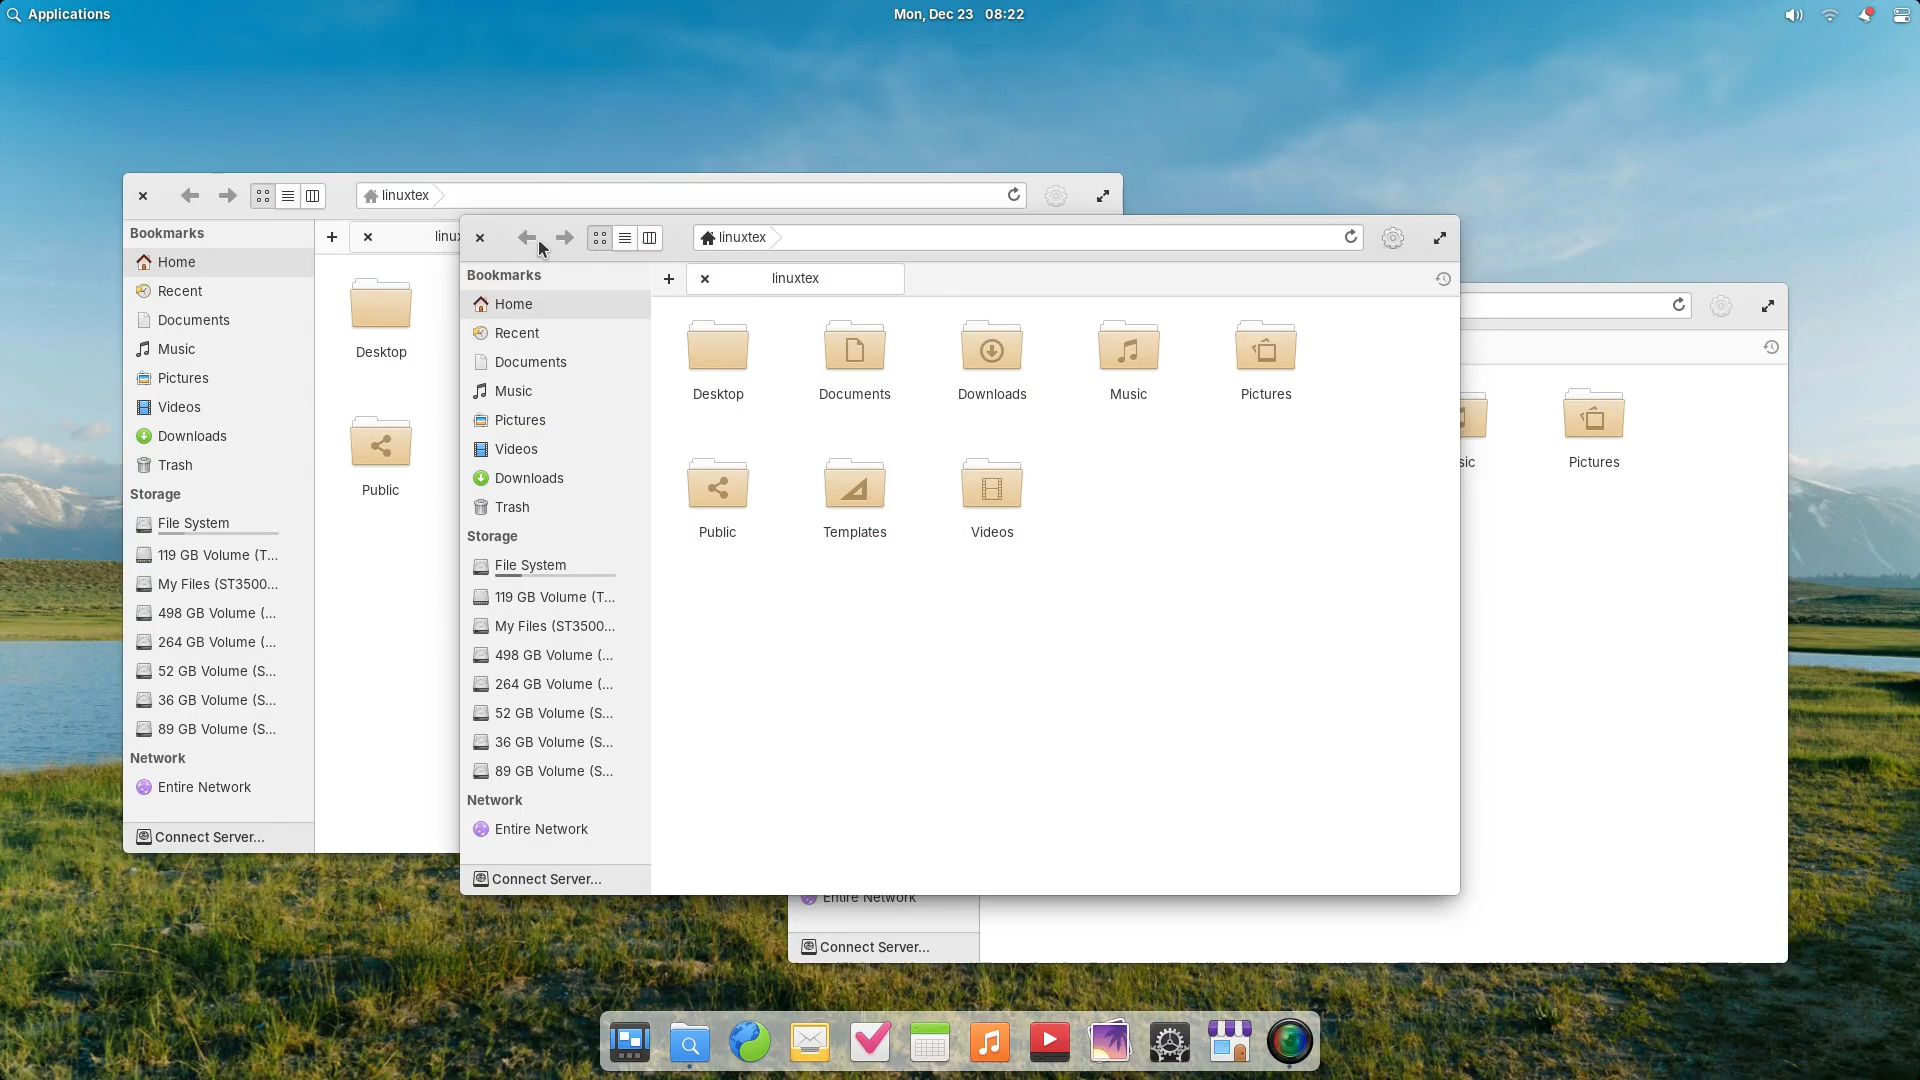 Applications
Mon, Dec 23 08:22
linuxtex
Bookmarks
Home
Recent
Documents
Music
Pictures
Videos
Downloads
Trash
Storage
File System
119 GB Volume (T...
My Files (ST3500...
498 GB Volume (...
264 GB Volume (...
52 GB Volume (S...
36 GB Volume (S...
89 GB Volume (S...
Network
Entire Network
Connect Server...
linux
Desktop
Public
linuxtex
Bookmarks
Home
Recent
Documents
Music
Pictures
Videos
Downloads
Trash
Storage
File System
119 GB Volume (T...
My Files (ST3500...
498 GB Volume (...
264 GB Volume (...
52 GB Volume (S...
36 GB Volume (S...
89 GB Volume (S...
Network
Entire Network
Connect Server...
linuxtex
Desktop Documents Downloads Music Pictures
Public Templates Videos
sic Pictures
Entire Network
Connect Server...